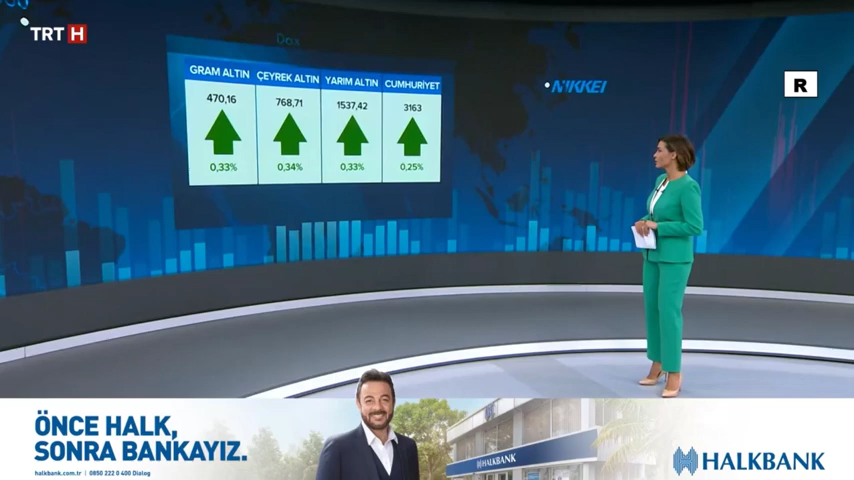 TRT H
Dax
GRAM ALTIN ÇEYREK ALTIN YARIM ALTIN CUMHURİYET
470,16 768,71 1537,42 3163
0,33% 0,34% 0,33% 0,25%
NIKKEI
R
ÖNCE HALK,
SONRA BANKAYIZ.
halkbank.com.tr | 0850 222 0 400 Dialog
HALKBANK
HALKBANK